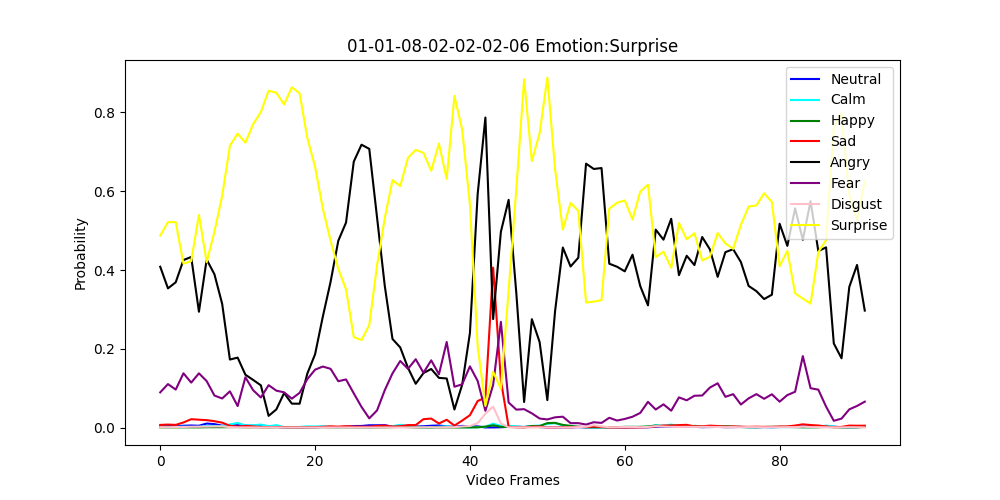 01-01-08-02-02-02-06 Emotion:Surprise
Probability
0.8
0.6
0.4
0.2
0.0
0
20
40
60
80
Video Frames
Neutral
Calm
Happy
Sad
Angry
Fear
Disgust
Surprise